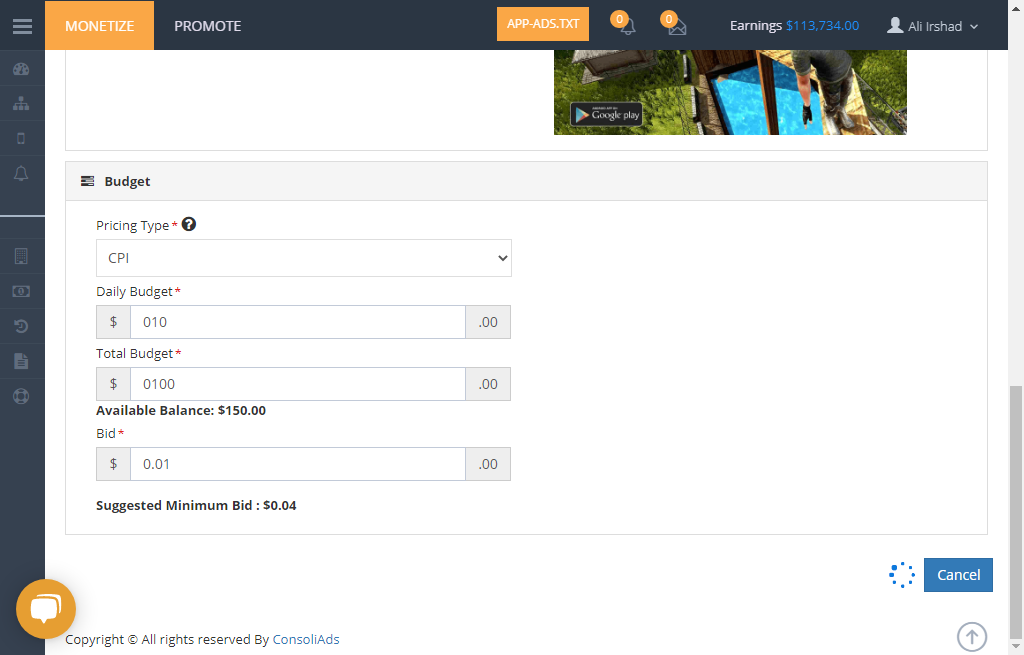 MONETIZE PROMOTE APP-ADS.TXT 0 0 Earnings $113,734.00 Ali Irshad
Google play
Budget
Pricing Type *
CPI
Daily Budget *
$ 010 .00
Total Budget *
$ 0100 .00
Available Balance: $150.00
Bid *
$ 0.01 .00
Suggested Minimum Bid : $0.04
Cancel
Copyright © All rights reserved By ConsoliAds